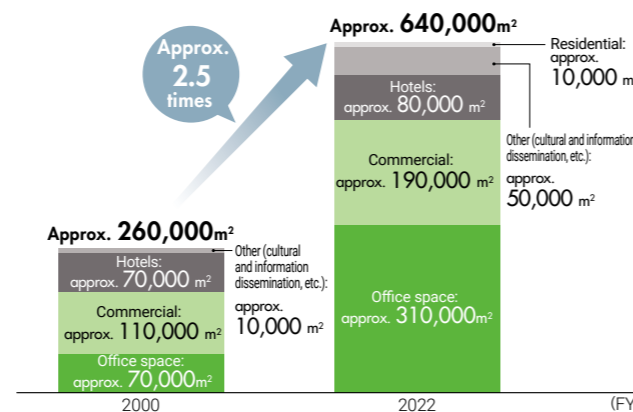 Approx.
2.5
times
Approx. 640,000m²
Residential:
approx.
10,000 m
Hotels:
approx. 80,000 m²
Other (cultural and information
dissemination, etc.):
approx.
50,000 m²
Commercial:
approx. 190,000 m²
Office space:
approx. 310,000m²
Approx. 260,000m²
Other (cultural
and information
dissemination, etc.):
approx.
10,000 m²
Hotels:
approx. 70,000 m²
Commercial:
approx. 110,000 m²
Office space:
approx. 70,000m²
2000
2022
(FY